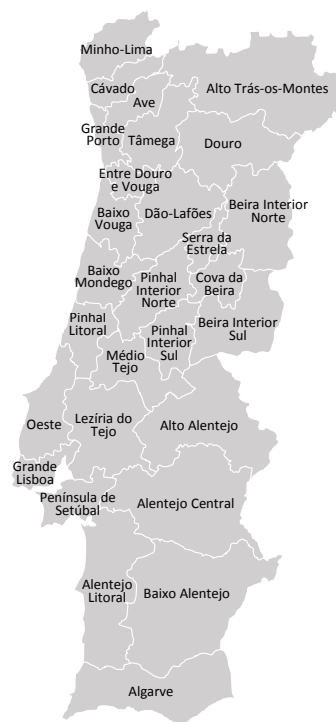 Minho-Lima
Cávado
Ave
Alto Trás-os-Montes
Grande
Porto
Tâmega
Douro
Entre Douro
e Vouga
Baixo
Vouga
Dão-Lafões
Beira Interior
Norte
Serra da
Estrela
Baixo
Mondego
Pinhal
Interior
Norte
Cova da
Beira
Pinhal
Litoral
Pinhal
Interior
Sul
Beira Interior
Sul
Médio
Tejo
Oeste
Lezíria do
Tejo
Alto Alentejo
Grande
Lisboa
Península de
Setúbal
Alentejo Central
Alentejo
Litoral
Baixo Alentejo
Algarve